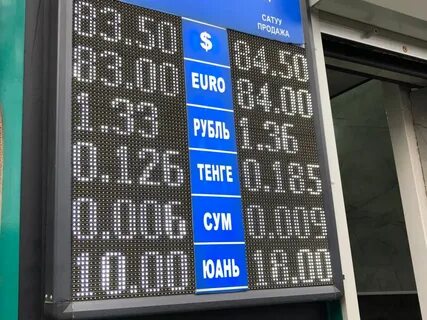 САТУУ
ПРОДАЖА
83.50 $ 84.50
83.00 EURO 84.00
1.33 РУБЛЬ 1.36
0.126 ТЕНГЕ 0.185
0.006 СУМ 0.009
10.00 ЮАНЬ 18.00